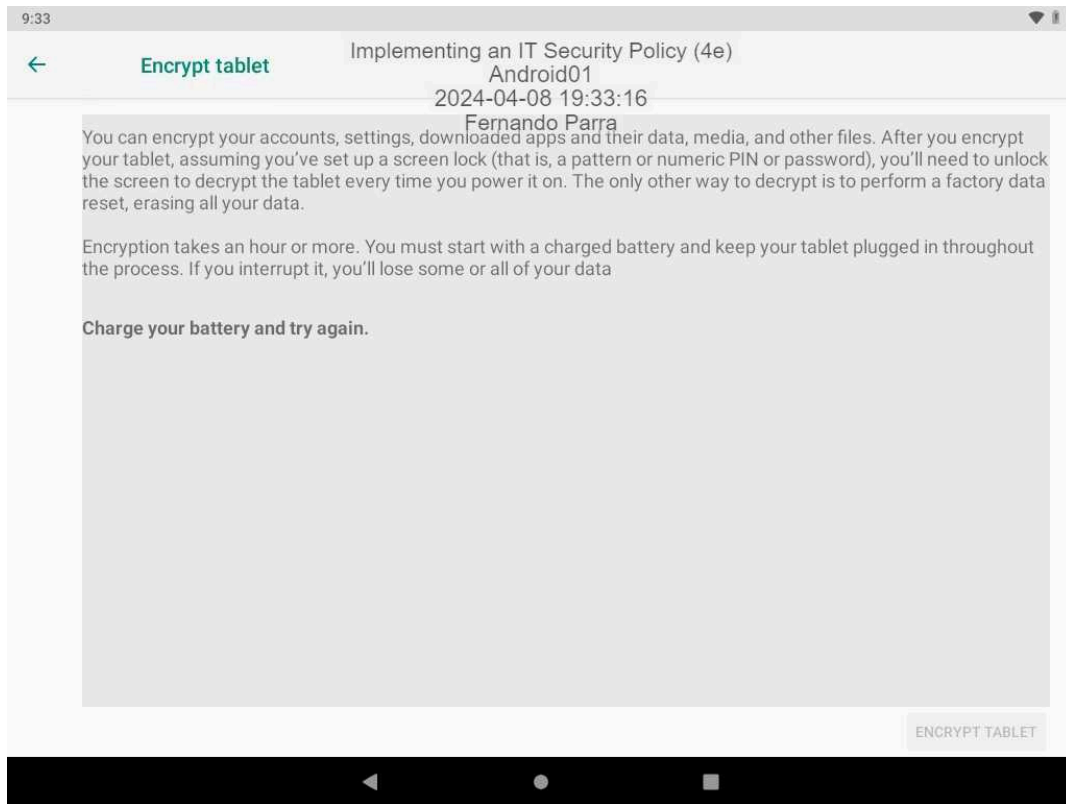 9:33
Encrypt tablet
Implementing an IT Security Policy (4e)
Android01
2024-04-08 19:33:16
Fernando Parra
You can encrypt your accounts, settings, downloaded apps and their data, media, and other files. After you encrypt
your tablet, assuming you've set up a screen lock (that is, a pattern or numeric PIN or password), you'll need to unlock
the screen to decrypt the tablet every time you power it on. The only other way to decrypt is to perform a factory data
reset, erasing all your data.
Encryption takes an hour or more. You must start with a charged battery and keep your tablet plugged in throughout
the process. If you interrupt it, you'll lose some or all of your data
Charge your battery and try again.
ENCRYPT TABLET